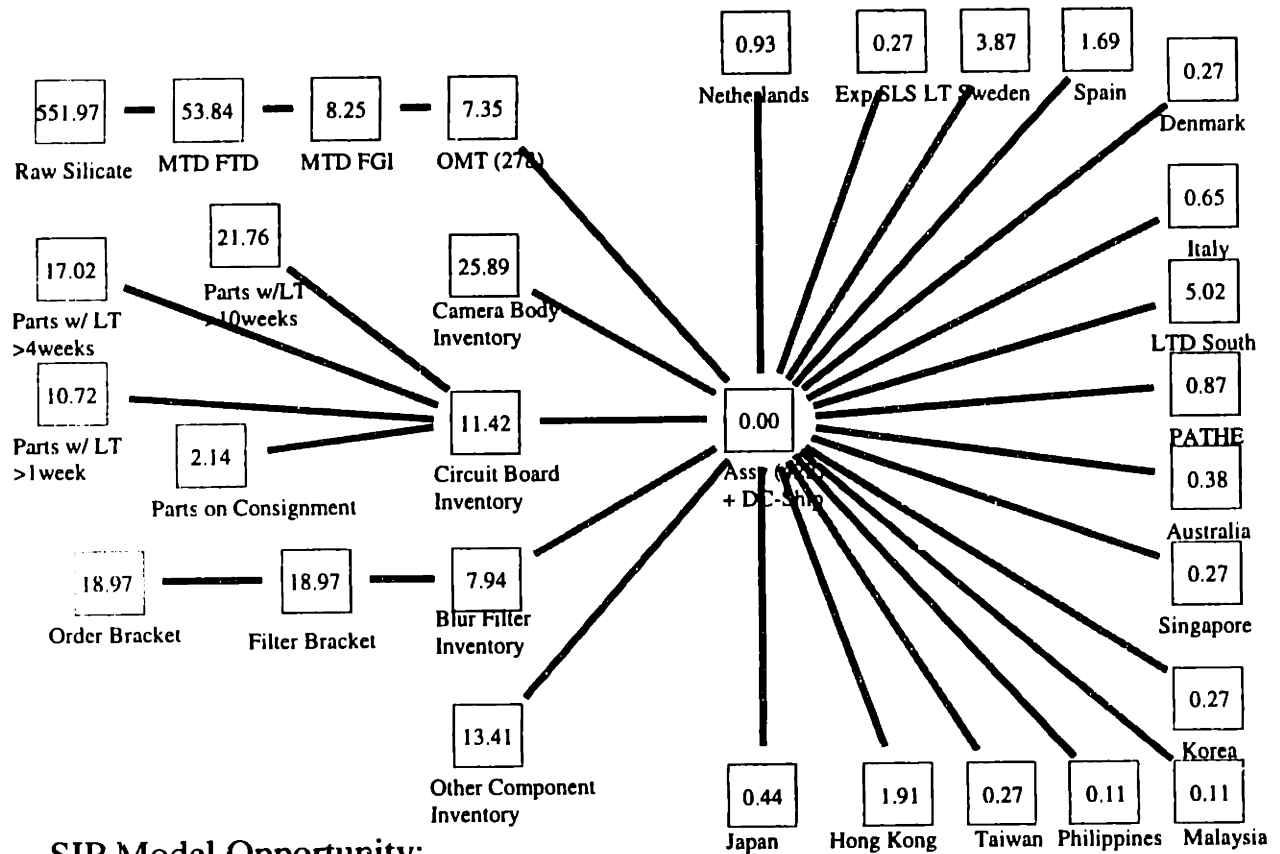 0.93
0.27
3.87
1.69
0.27
Netherlands
Exp SLS LT
Sweden
Spain
Denmark
551.97
53.84
8.25
7.35
Raw Silicate
MTD FTD
MTD FGI
OMT (278)
0.65
Italy
21.76
Parts w/LT
>10weeks
17.02
Parts w/ LT
>4weeks
25.89
Camera Body
Inventory
5.02
LTD South
10.72
Parts w/ LT
>1week
2.14
Parts on Consignment
11.42
Circuit Board
Inventory
0.00
+ DC-Ship
0.87
PATHE
0.38
Australia
18.97
Order Bracket
18.97
Filter Bracket
7.94
Blur Filter
Inventory
0.27
Singapore
0.27
Korea
13.41
Other Component
Inventory
0.44
Japan
1.91
Hong Kong
0.27
Taiwan
0.11
Philippines
0.11
Malaysia
SIP Model Opportunity: